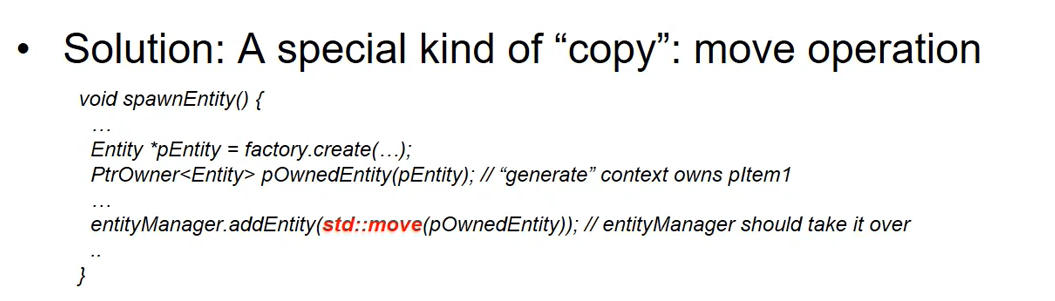 • Solution: A special kind of “copy”: move operation
void spawnEntity() {
…
Entity *pEntity = factory.create(…);
PtrOwner<Entity> pOwnedEntity(pEntity); // “generate” context owns pItem1
…
entityManager.addEntity(std::move(pOwnedEntity)); // entityManager should take it over
..
}